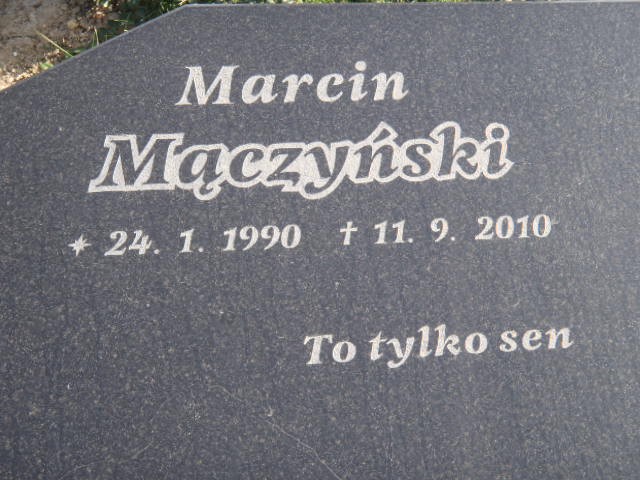 Marcin
Mączyński
* 24. 1. 1990 † 11. 9. 2010
To tylko sen